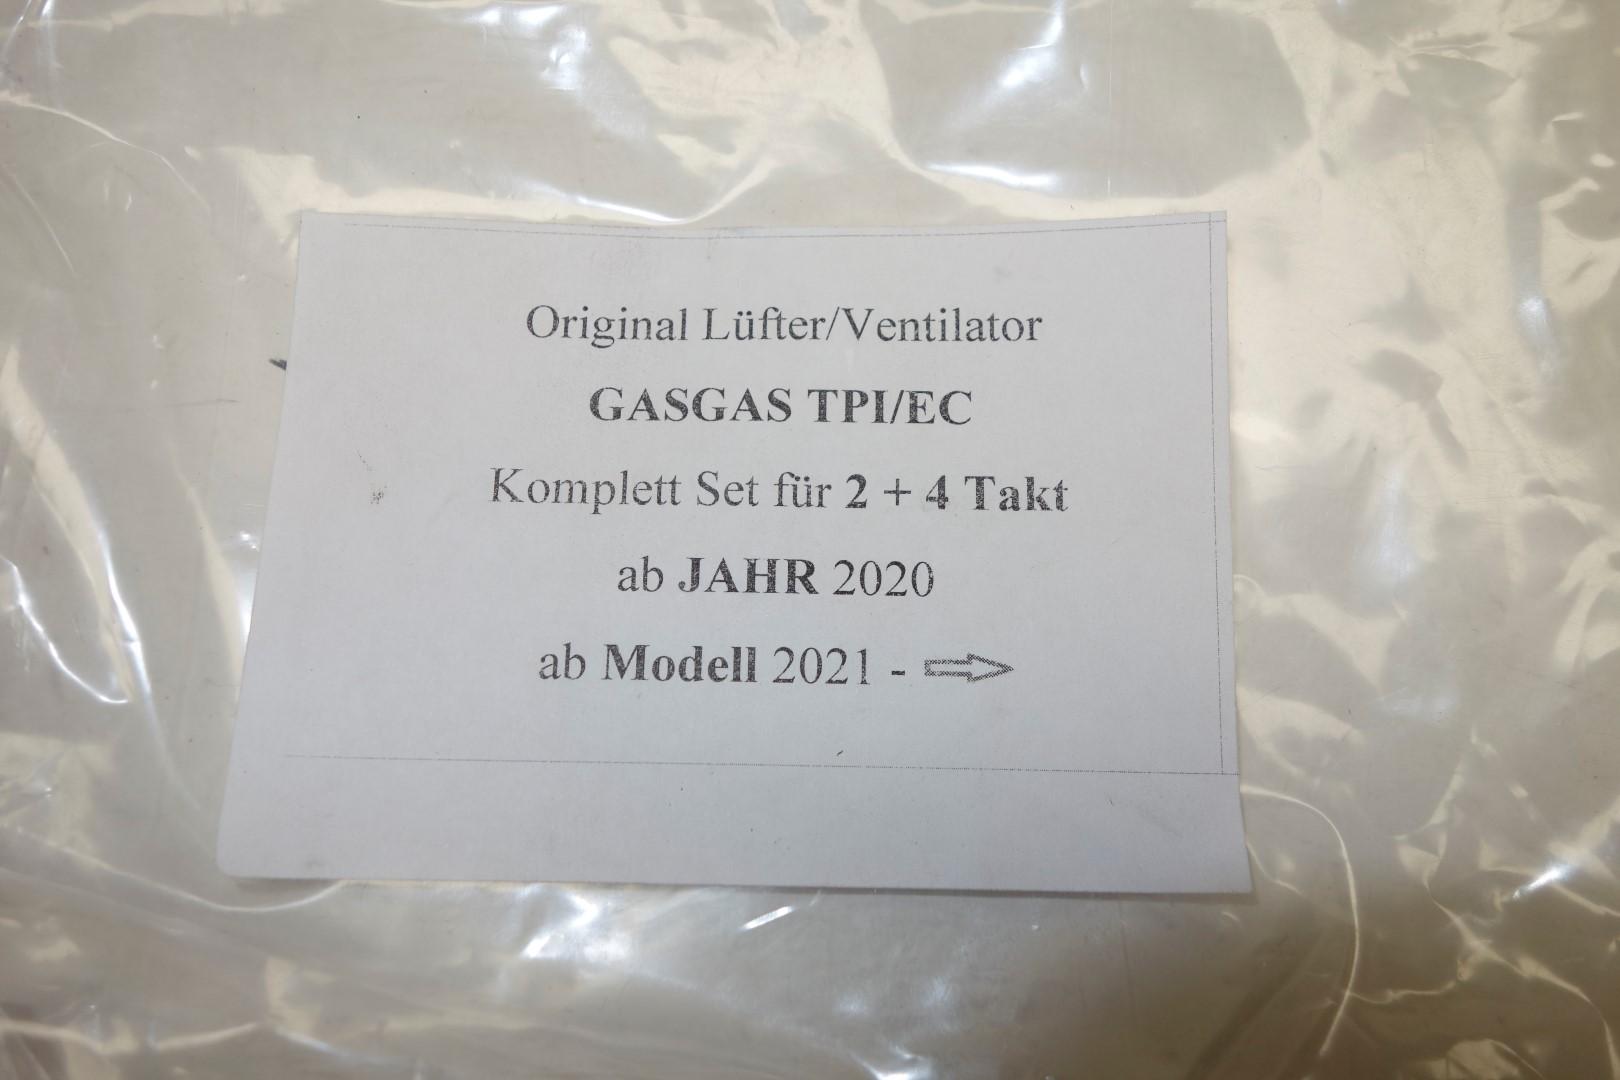 Original Lüfter/Ventilator
GASGAS TPI/EC
Komplett Set für 2 + 4 Takt
ab JAHR 2020
ab Modell 2021 - ⇨